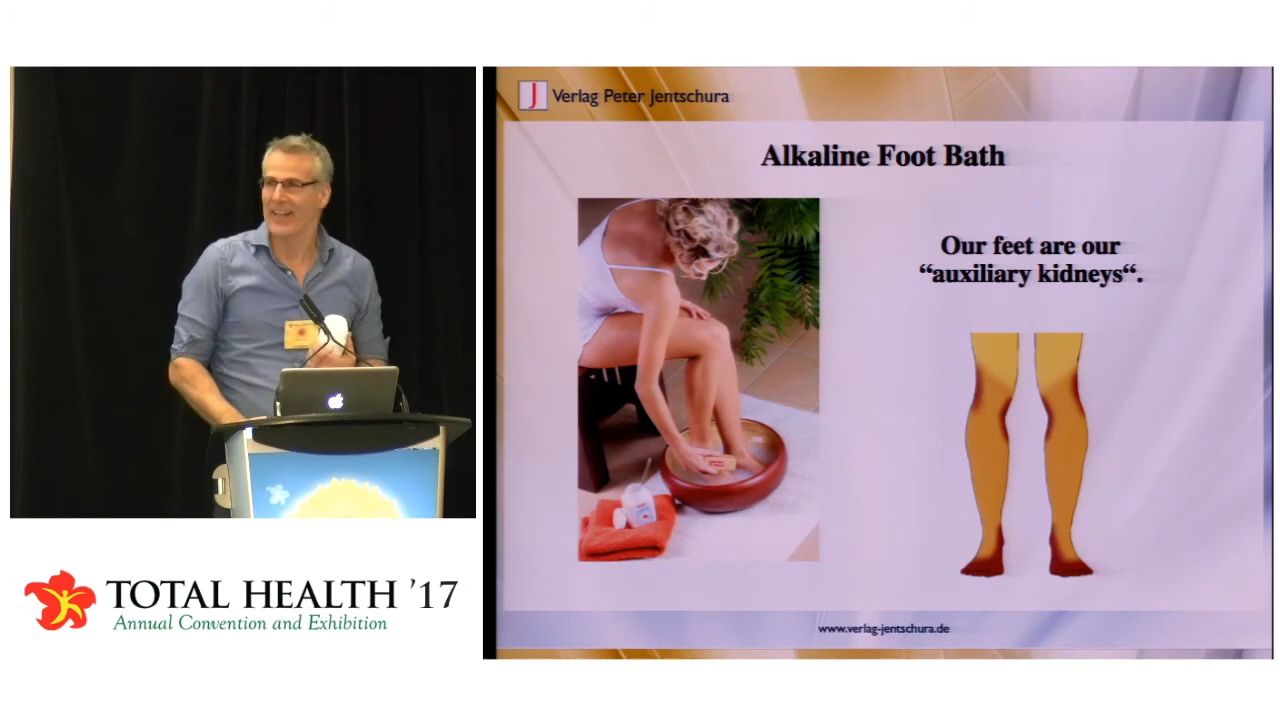 J Verlag Peter Jentschura
Alkaline Foot Bath
Our feet are our
“auxiliary kidneys“.
www.verlag-jentschura.de
TOTAL HEALTH ’17
Annual Convention and Exhibition